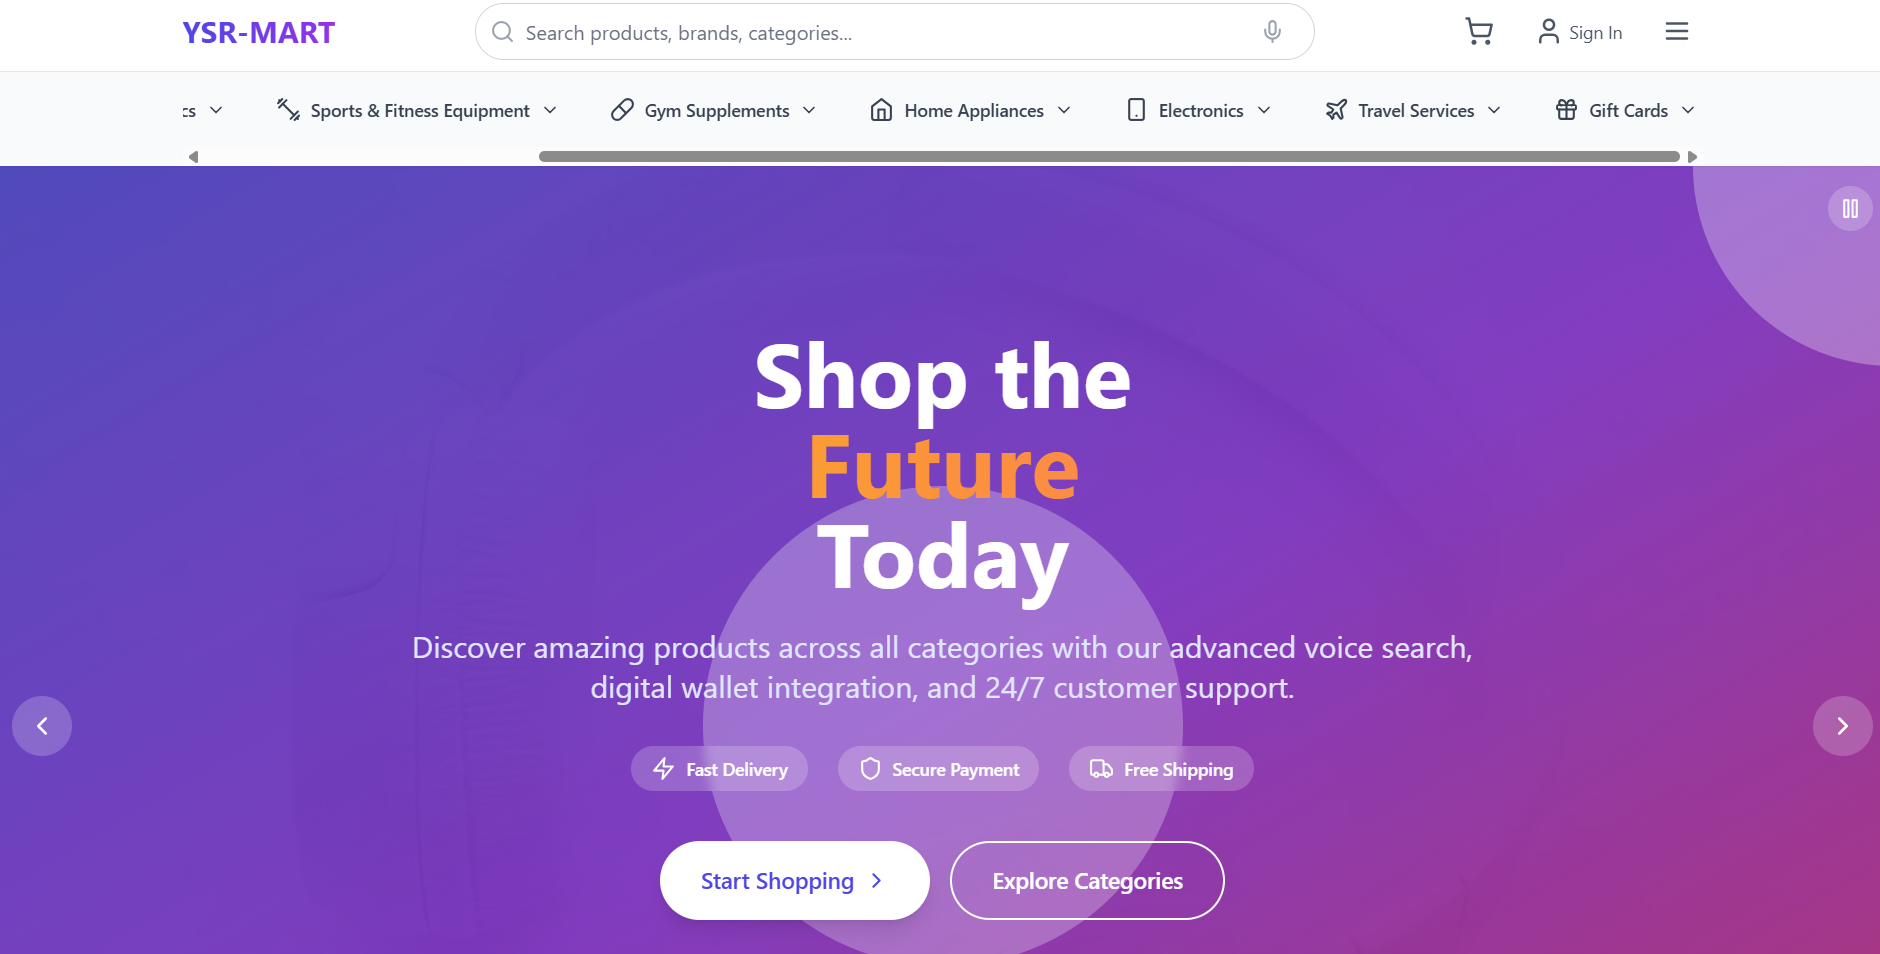 YSR-MART
Search products, brands, categories...
Sign In
cs
Sports & Fitness Equipment
Gym Supplements
Home Appliances
Electronics
Travel Services
Gift Cards
Shop the
Future
Today
Discover amazing products across all categories with our advanced voice search,
digital wallet integration, and 24/7 customer support.
Fast Delivery
Secure Payment
Free Shipping
Start Shopping
Explore Categories